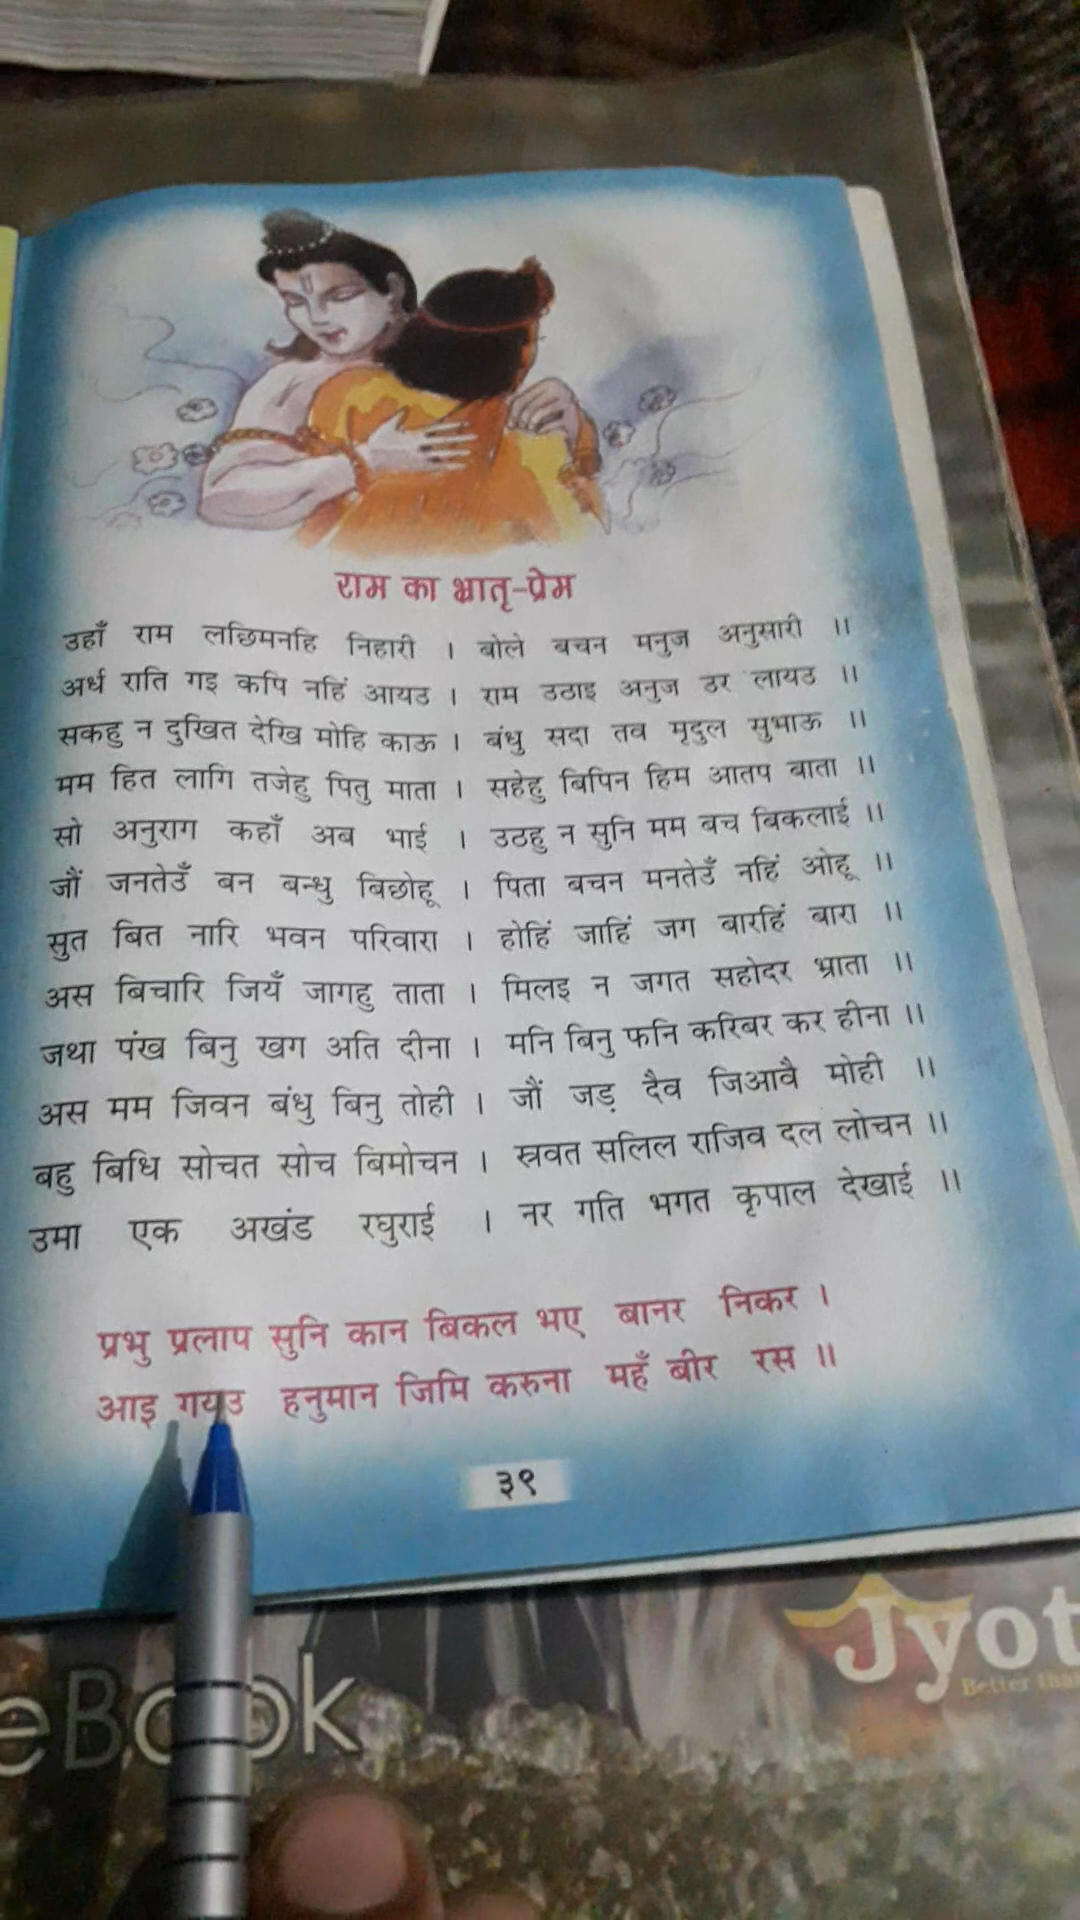 राम का भ्रातृ-प्रेम
उहाँ राम लछिमनहि निहारी । बोले बचन मनुज अनुसारी ॥
अर्ध राति गइ कपि नहिं आयउ । राम उठाइ अनुज उर लायउ ॥
सकहु न दुखित देखि मोहि काऊ । बंधु सदा तव मृदुल सुभाऊ ॥
मम हित लागि तजेहु पितु माता । सहेहु बिपिन हिम आतप बाता ॥
सो अनुराग कहाँ अब भाई । उठहु न सुनि मम बच बिकलाई ॥
जौं जनतेउँ बन बन्धु बिछोहू । पिता बचन मनतेउँ नहिं ओहू ॥
सुत बित नारि भवन परिवारा । होहिं जाहिं जग बारहिं बारा ॥
अस बिचारि जियँ जागहु ताता । मिलइ न जगत सहोदर भ्राता ॥
जथा पंख बिनु खग अति दीना । मनि बिनु फनि करिबर कर हीना ॥
अस मम जिवन बंधु बिनु तोही । जौं जड़ दैव जिआवै मोही ॥
बहु बिधि सोचत सोच बिमोचन । स्रवत सलिल राजिव दल लोचन ॥
उमा एक अखंड रघुराई । नर गति भगत कृपाल देखाई ॥
प्रभु प्रलाप सुनि कान बिकल भए बानर निकर ।
आइ गयउ हनुमान जिमि करुना महँ बीर रस ॥
३९
eBook
Jyot
Better than